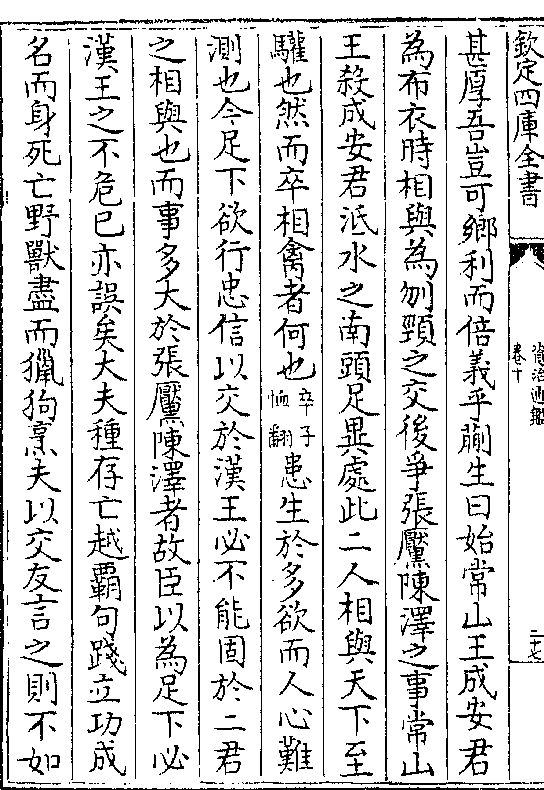 欽定四庫全書
資治通鑑
卷十
二十七
甚厚吾豈可鄉利而倍義乎蒯生曰始常山王成安君
為布衣時相與為刎頸之交後爭張黶陳澤之事常山
王殺成安君泜水之南頭足異處此二人相與天下至
驩也然而卒相禽者何也卒子恤翻患生於多欲而人心難
測也今足下欲行忠信以交於漢王必不能固於二君
之相與也而事多大於張黶陳澤者故臣以為足下必
漢王之不危已亦誤矣大夫種存亡越霸句踐立功成
名而身死亡野獸盡而獵狗烹夫以交友言之則不如